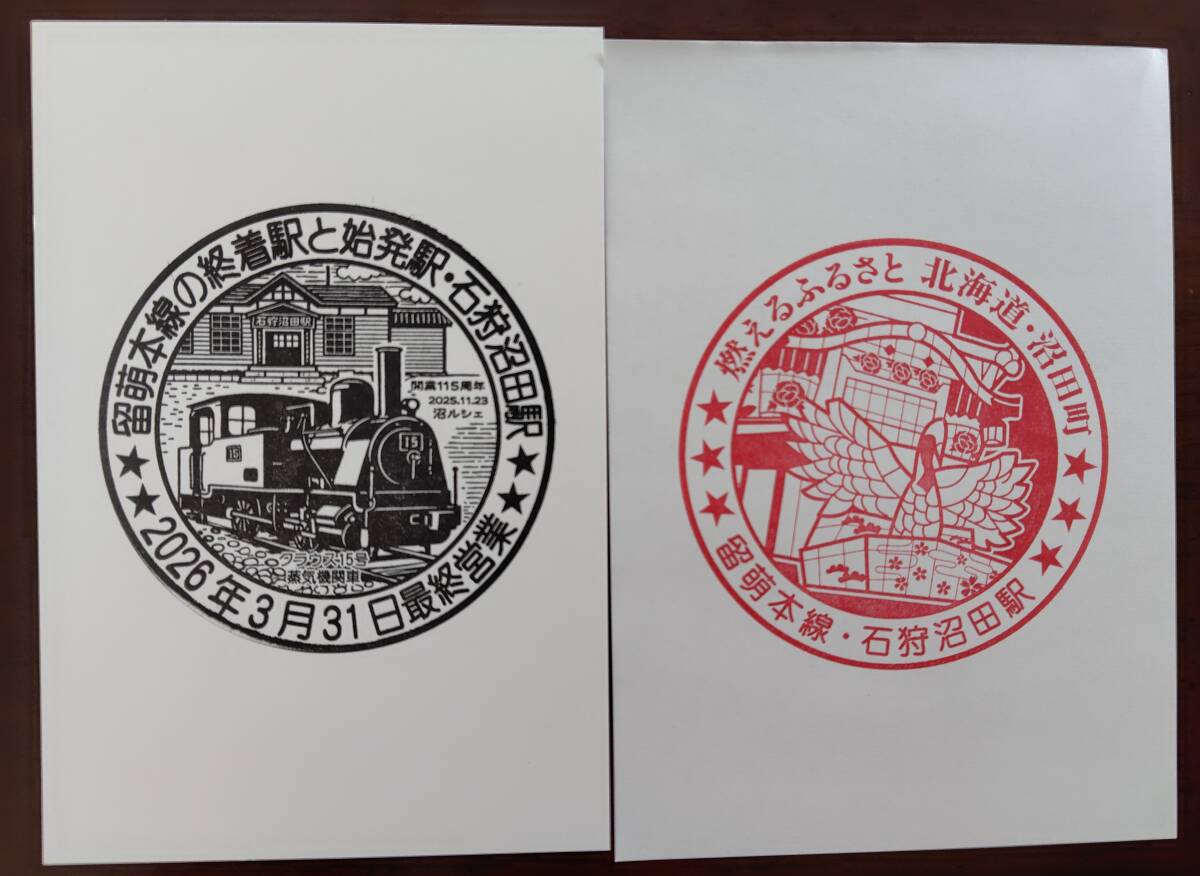 留萌本線の終着駅と始発駅・石狩沼田駅
石狩沼田駅
開業115周年
2025.11.23
沼ルシェ
15
15
クラウス15号
蒸気機関車
★★2026年3月31日最終営業★★
燃えるふるさと 北海道・沼田町
★★★留萌本線・石狩沼田駅★★★